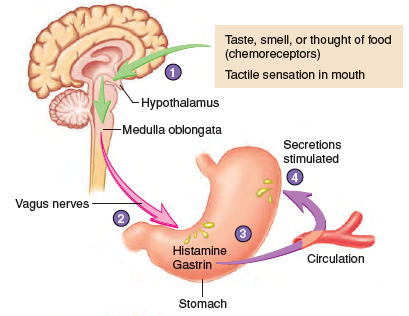 Taste, smell, or thought of food
(chemoreceptors)
Tactile sensation in mouth
1
Hypothalamus
Medulla oblongata
Secretions
stimulated
4
Vagus nerves
2
3
Histamine
Gastrin
Circulation
Stomach